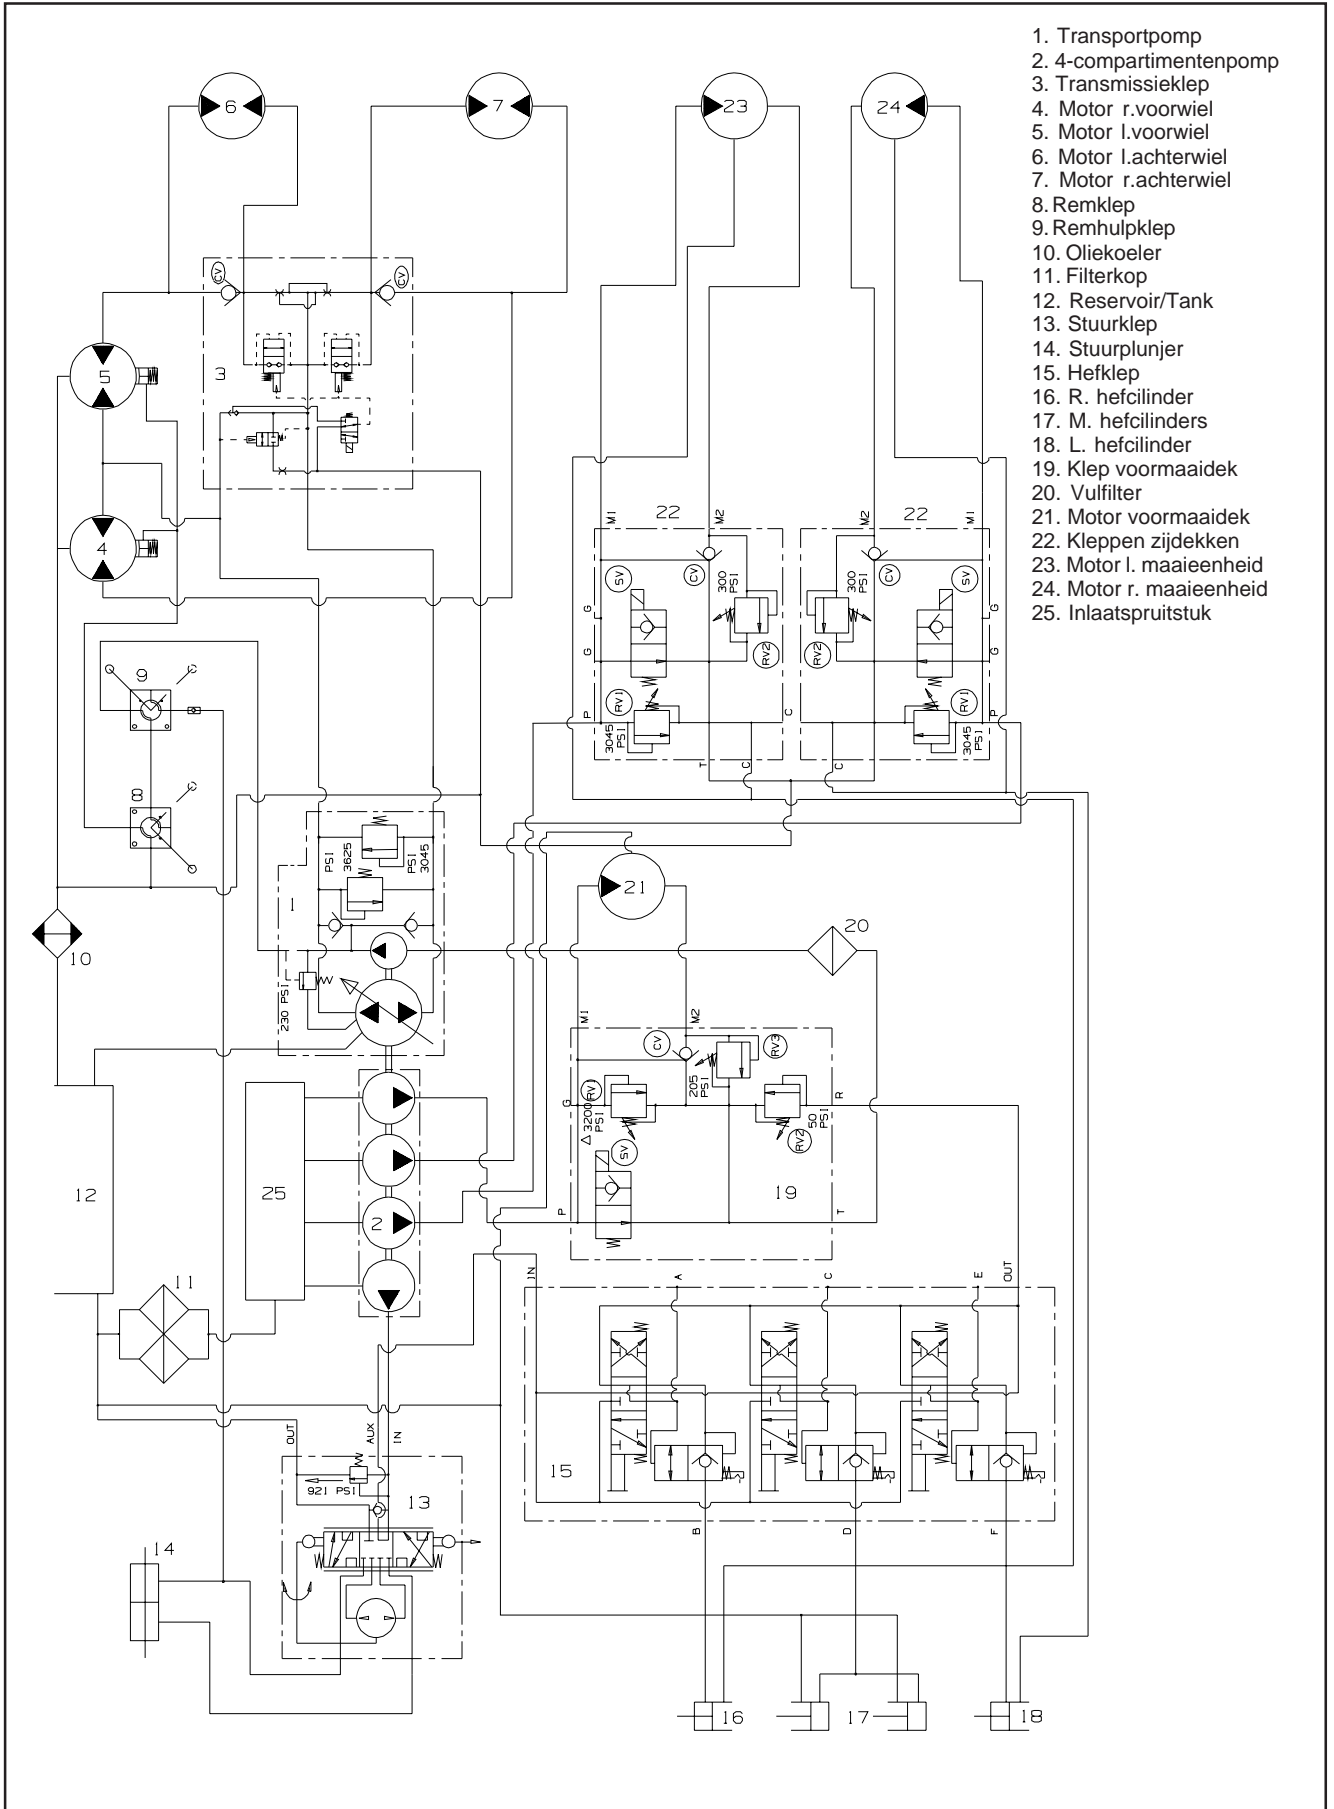 1. Transportpomp
2. 4-compartimentenpomp
3. Transmissieklep
4. Motor r.voorwiel
5. Motor l.voorwiel
6. Motor l.achterwiel
7. Motor r.achterwiel
8. Remklep
9. Remhulpklep
10. Oliekoeler
11. Filterkop
12. Reservoir/Tank
13. Stuurklep
14. Stuurplunjer
15. Hefklep
16. R. hefcilinder
17. M. hefcilinders
18. L. hefcilinder
19. Klep voormaaidek
20. Vulfilter
21. Motor voormaaidek
22. Kleppen zijdekken
23. Motor l. maaieenheid
24. Motor r. maaieenheid
25. Inlaatspruitstuk
6
7
23
24
CV
CV
5
3
4
22
22
M1
M2
M2
M1
SV
CV
300 PSI
300 PSI
CV
SV
G
G
RV2
RV2
G
G
RV1
RV1
P
3045 PSI
C
3045 PSI
P
T
C
C
9
8
PSI 3625
PSI 3045
1
21
20
10
230 PSI
M1
M2
CV
RV3
205 PSI
G
RV1
△ 3200 PSI
50 PSI
RV2
R
SV
12
25
2
P
19
T
11
IN
A
C
E
OUT
OUT
AUX
IN
921 PSI
13
15
14
B
D
F
16
17
18